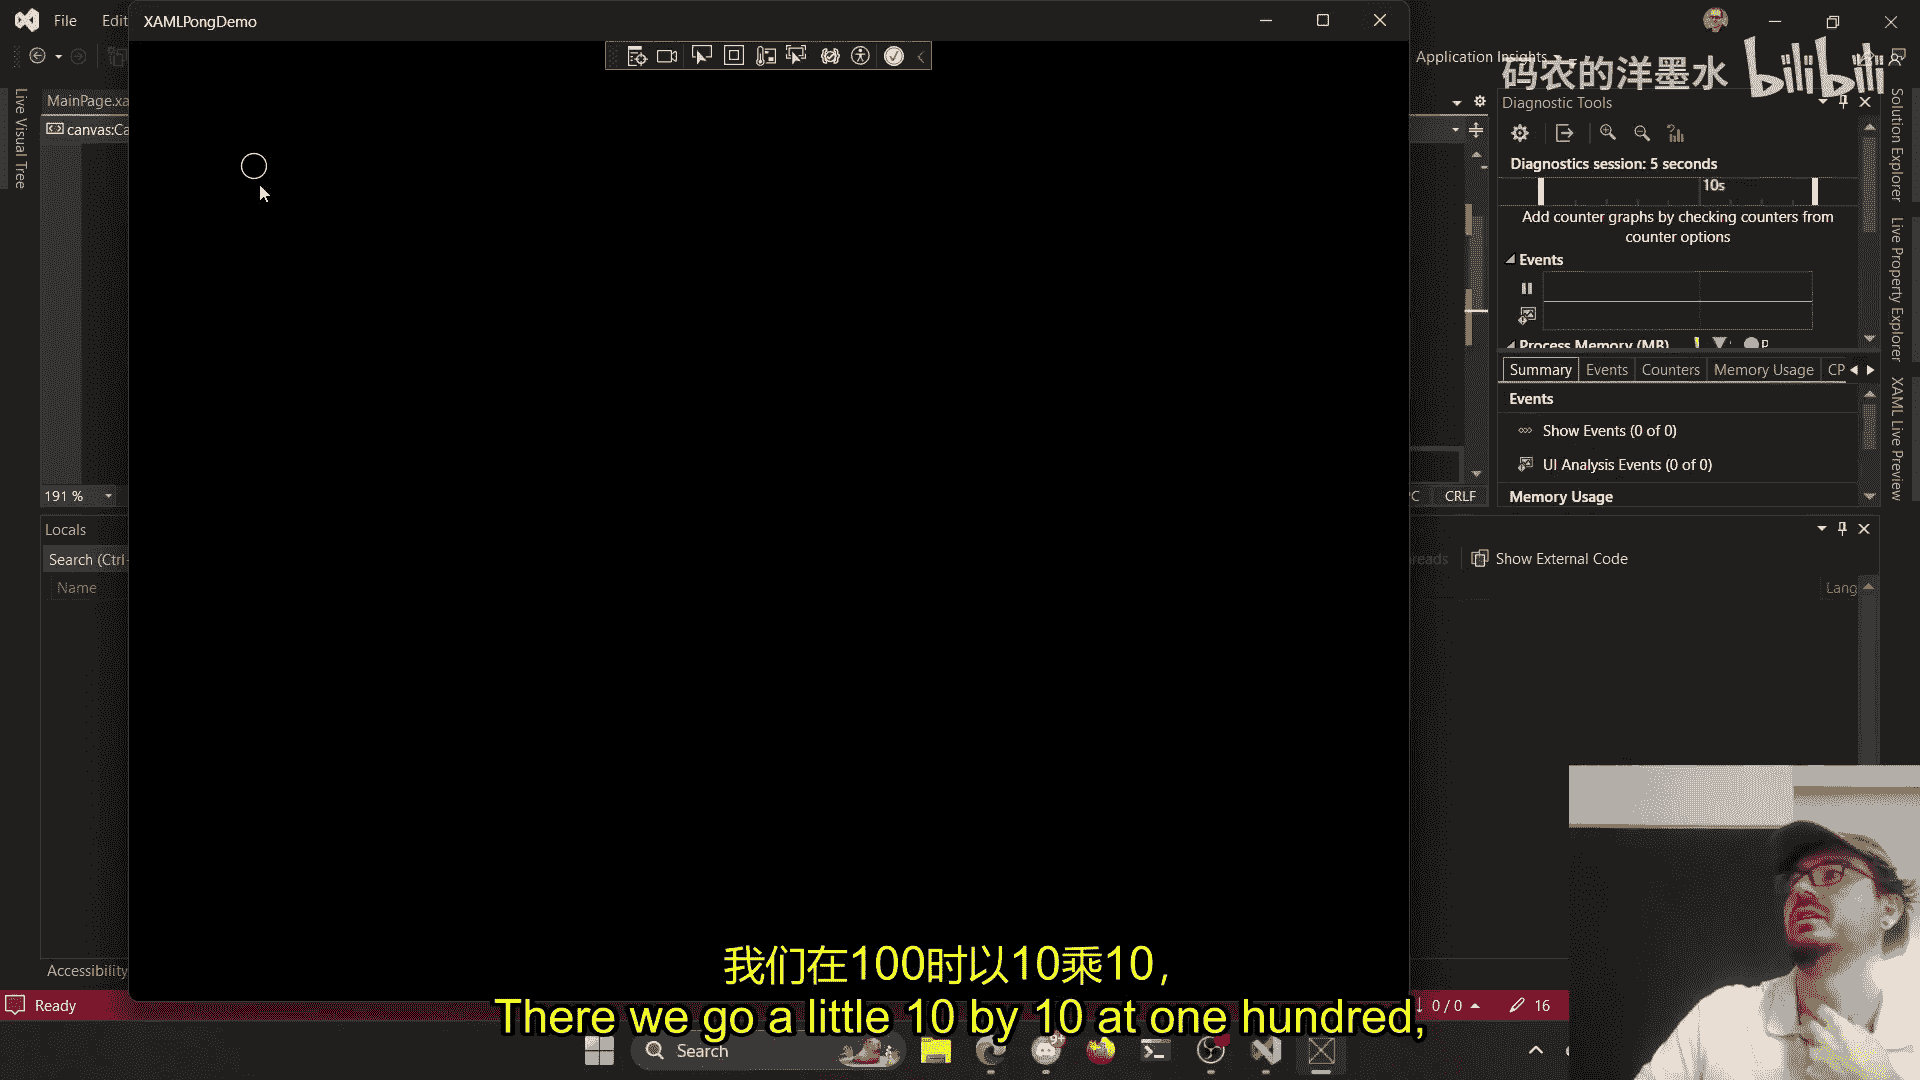 File
Edit
XAMLPongDemo
Application Insights
码农的洋墨水
bilibili
MainPage.xa
canvas:Ca
Live Visual Tree
Diagnostic Tools
Diagnostics session: 5 seconds
10s
Add counter graphs by checking counters from
counter options
Events
Process Memory (MB)
P
Summary
Events
Counters
Memory Usage
CP
Events
Show Events (0 of 0)
UI Analysis Events (0 of 0)
Memory Usage
Solution Explorer
Live Property Explorer
XAML Live Preview
191 %
CRLF
Locals
Search (Ctrl+
Name
Show External Code
Lang
Accessibility
Ready
0 / 0
16
我们在100时以10乘10，
There we go a little 10 by 10 at one hundred,
Search
9+